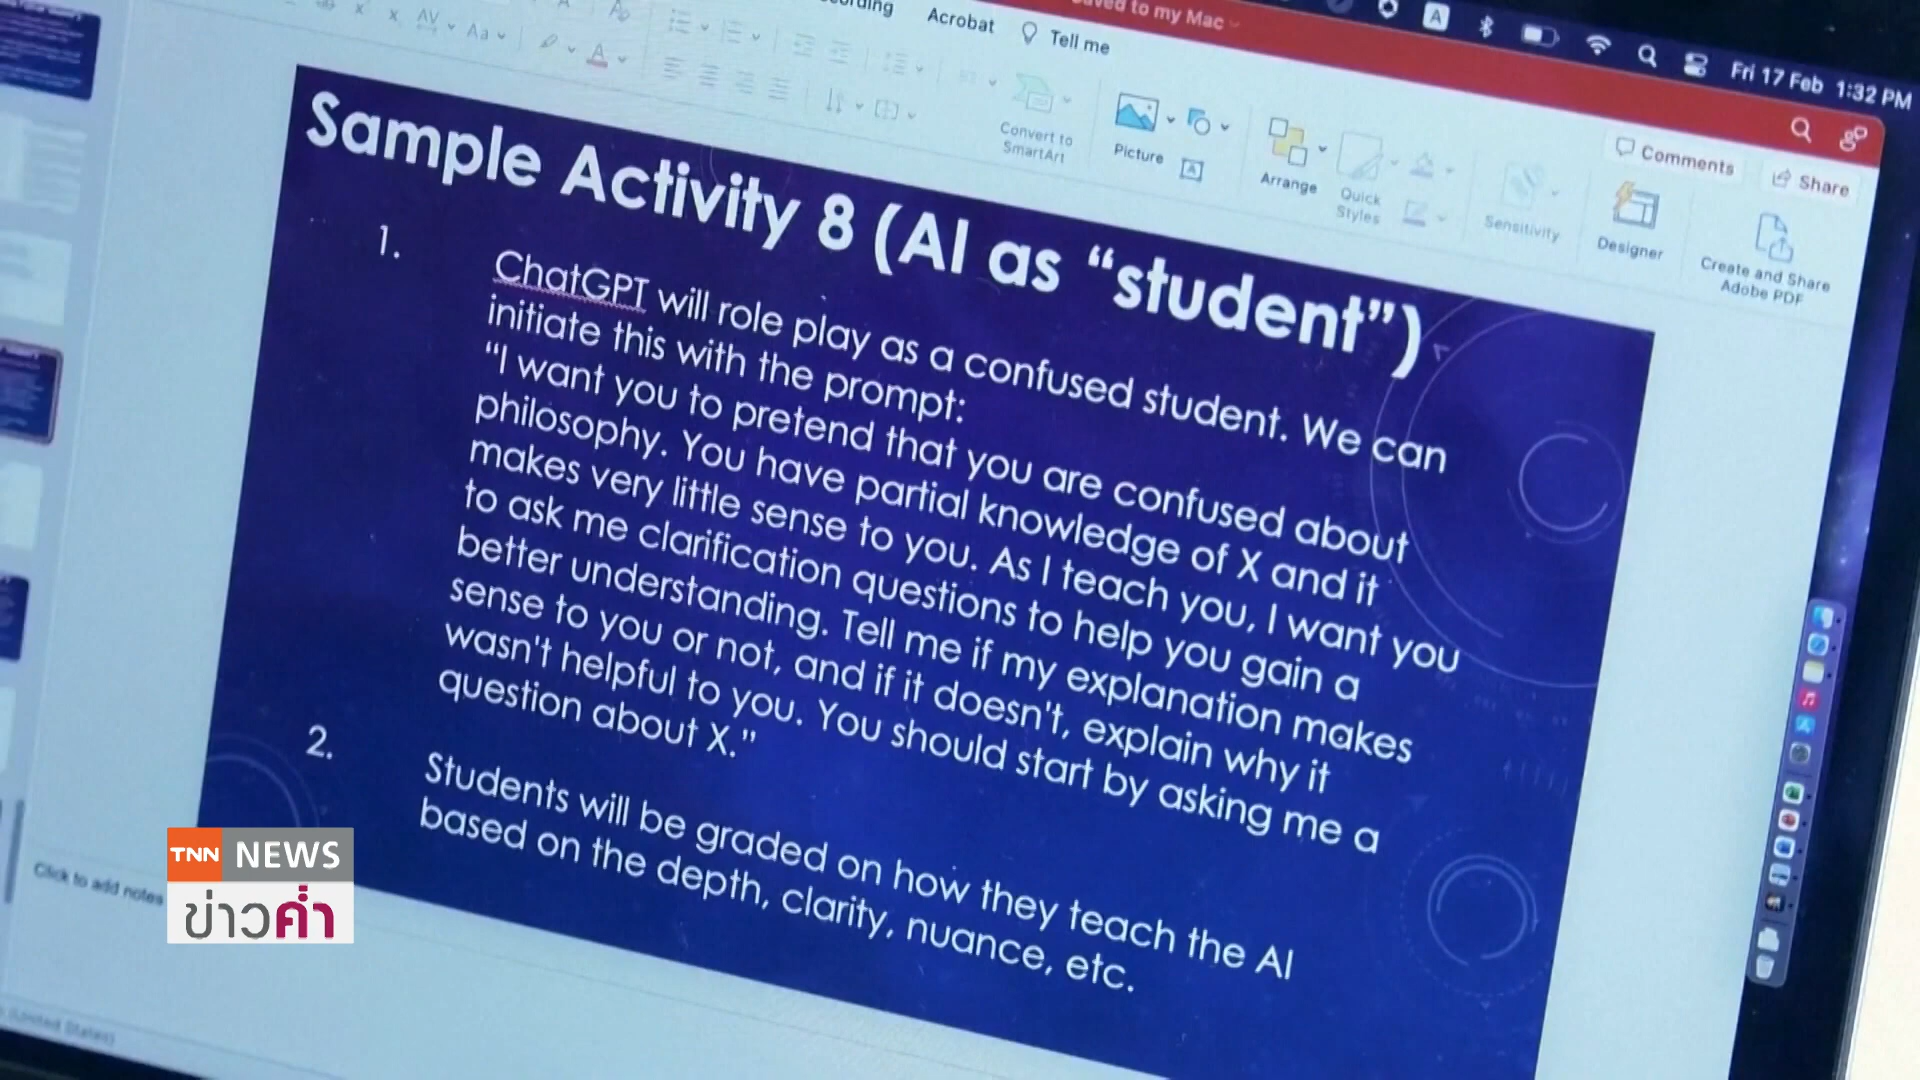 Saved to my Mac
Fri 17 Feb 1:32 PM
Acrobat
Tell me
Comments
Share
Convert to
SmartArt
Picture
Arrange
Quick
Styles
Sensitivity
Designer
Create and Share
Adobe PDF
Sample Activity 8 (AI as “student”)
1. ChatGPT will role play as a confused student. We can
initiate this with the prompt:
“I want you to pretend that you are confused about
philosophy. You have partial knowledge of X and it
makes very little sense to you. As I teach you, I want you
to ask me clarification questions to help you gain a
better understanding. Tell me if my explanation makes
sense to you or not, and if it doesn't, explain why it
wasn't helpful to you. You should start by asking me a
question about X.”
2. Students will be graded on how they teach the AI
based on the depth, clarity, nuance, etc.
Click to add notes
(United States)
TNN NEWS
ข่าวค่ำ